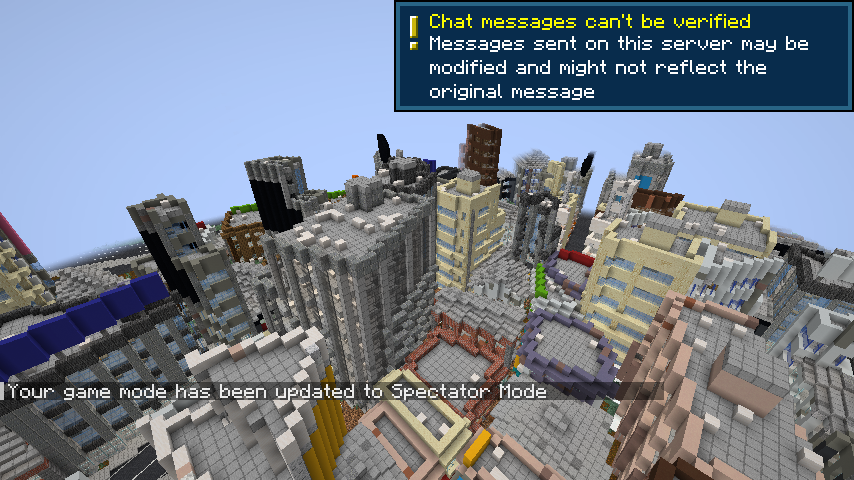 Chat messages can't be verified
Messages sent on this server may be
modified and might not reflect the
original message
Your game mode has been updated to Spectator Mode